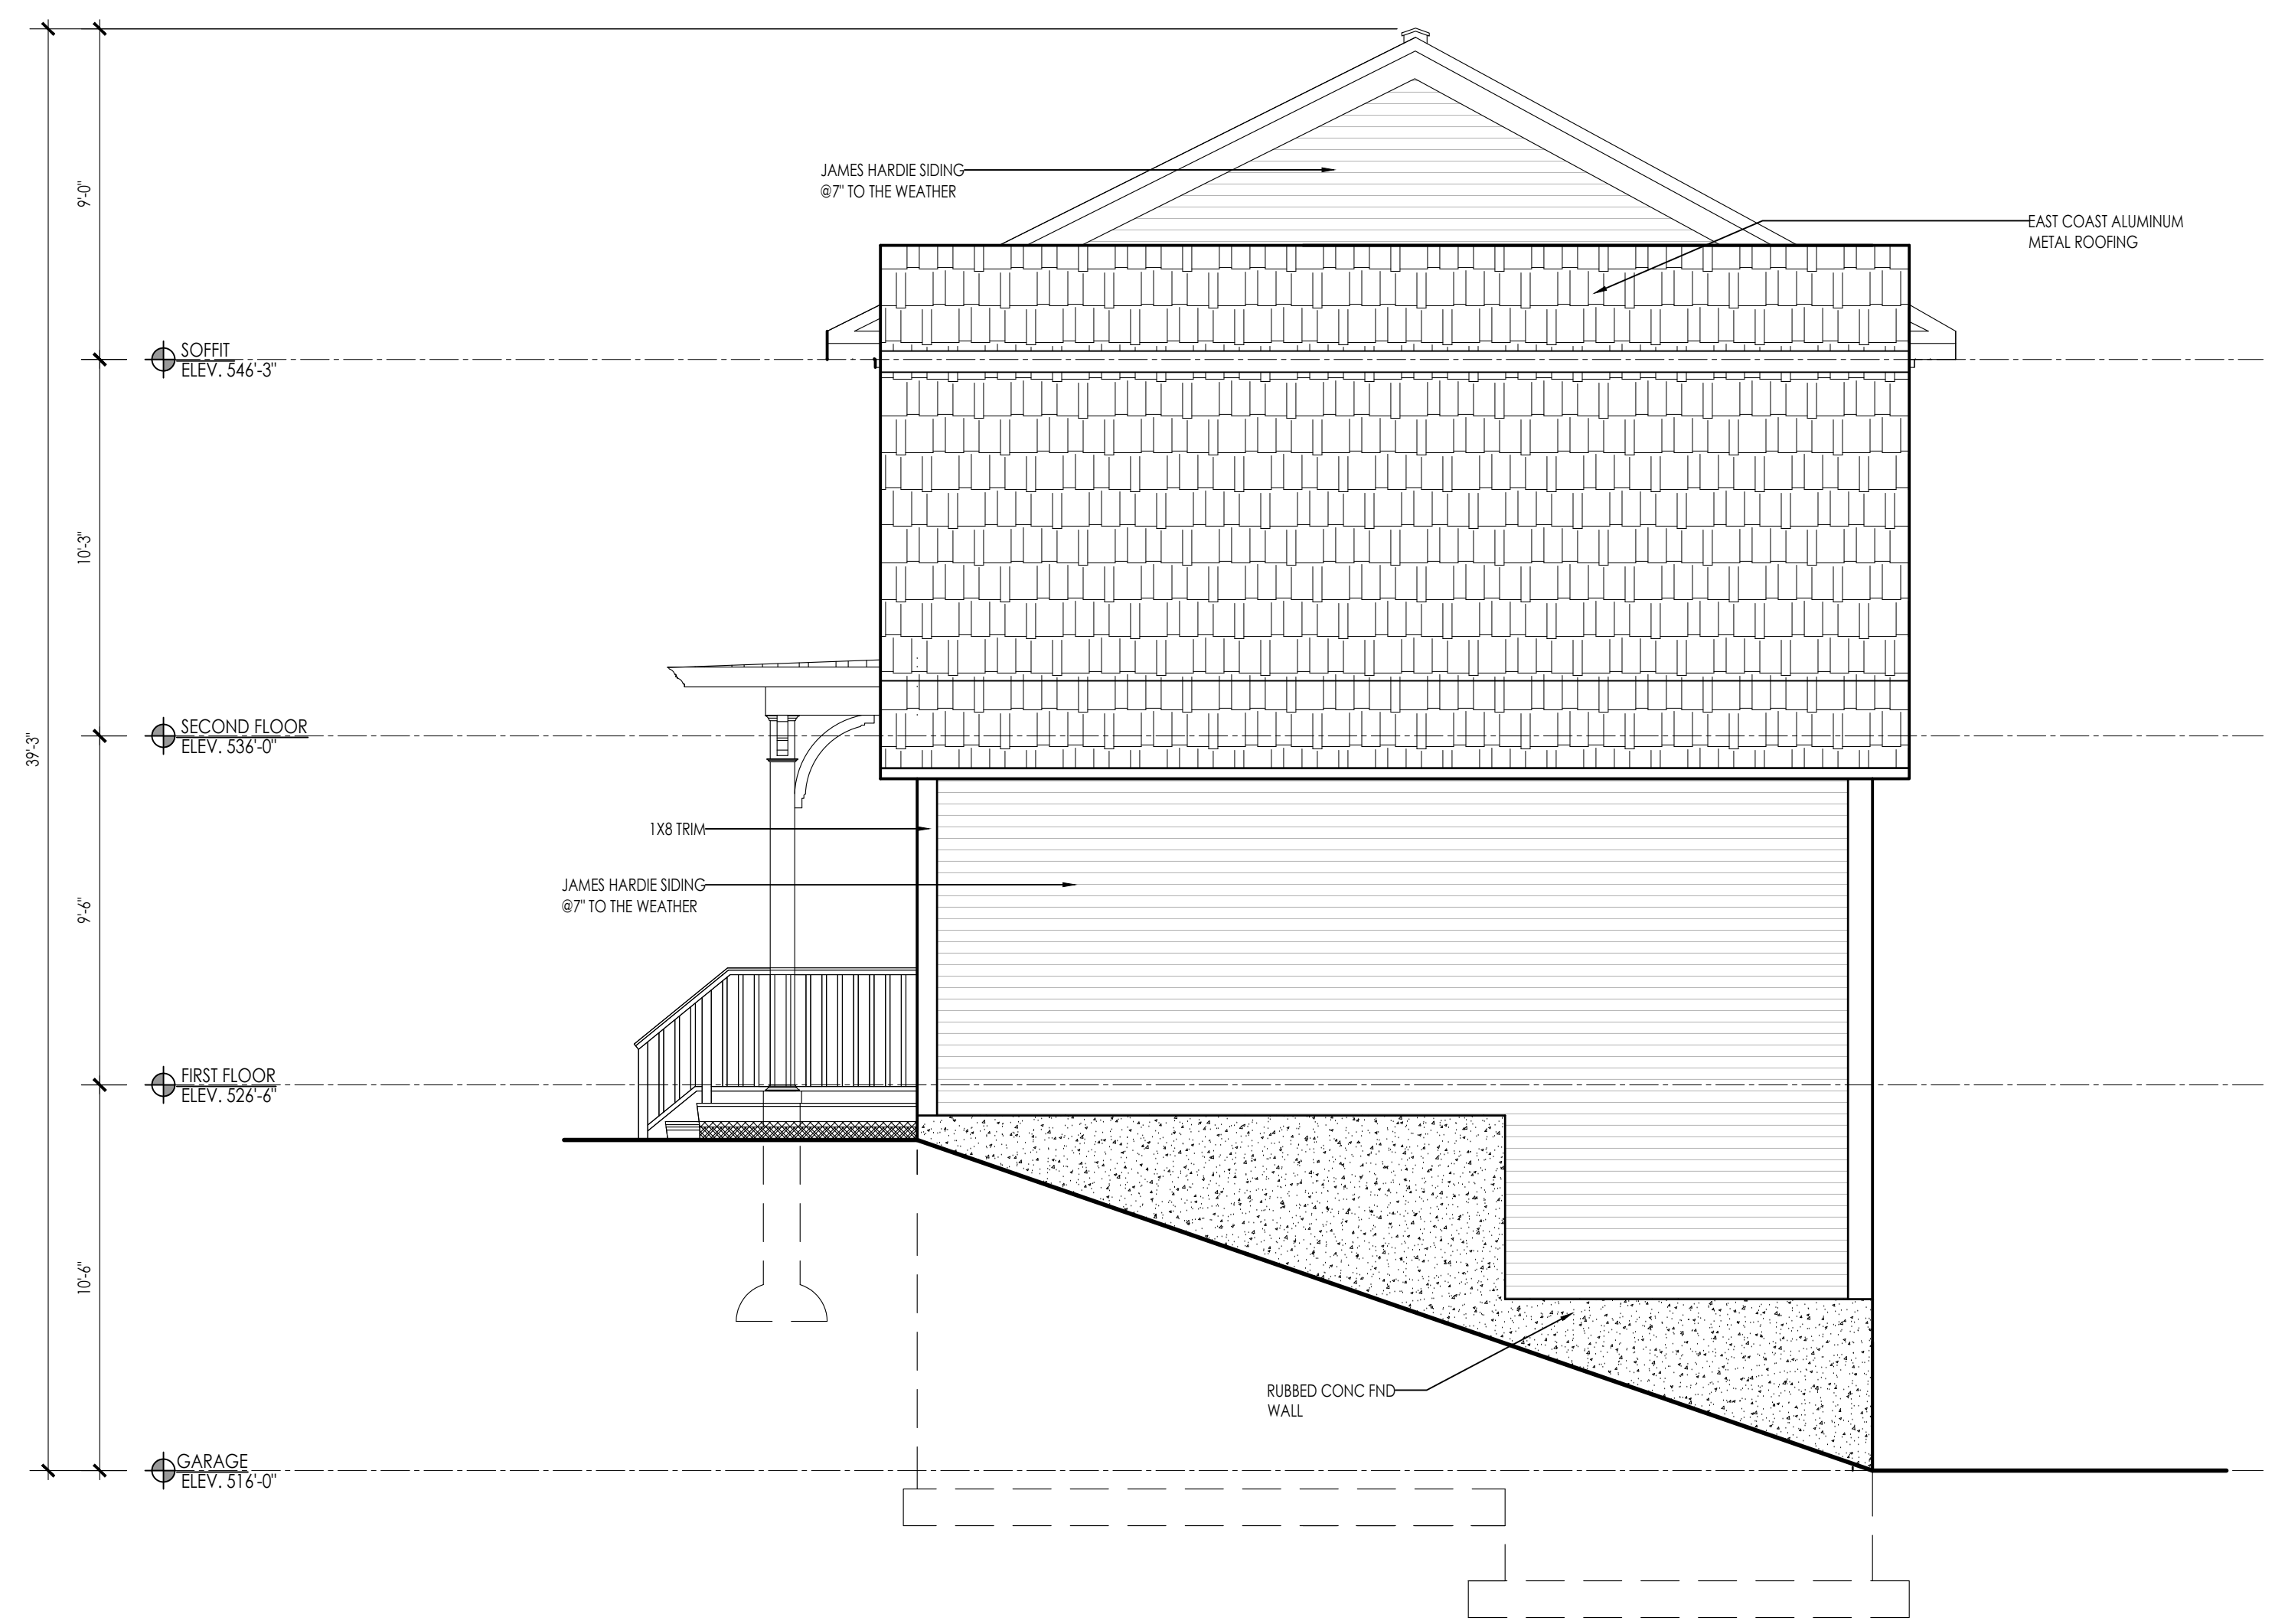 JAMES HARDIE SIDING
@7" TO THE WEATHER
EAST COAST ALUMINUM
METAL ROOFING
9'-0"
SOFFIT
ELEV. 546'-3"
10'-3"
SECOND FLOOR
ELEV. 536'-0"
39'-3"
1X8 TRIM
JAMES HARDIE SIDING
@7" TO THE WEATHER
9'-6"
FIRST FLOOR
ELEV. 526'-6"
10'-6"
RUBBED CONC FND
WALL
GARAGE
ELEV. 516'-0"